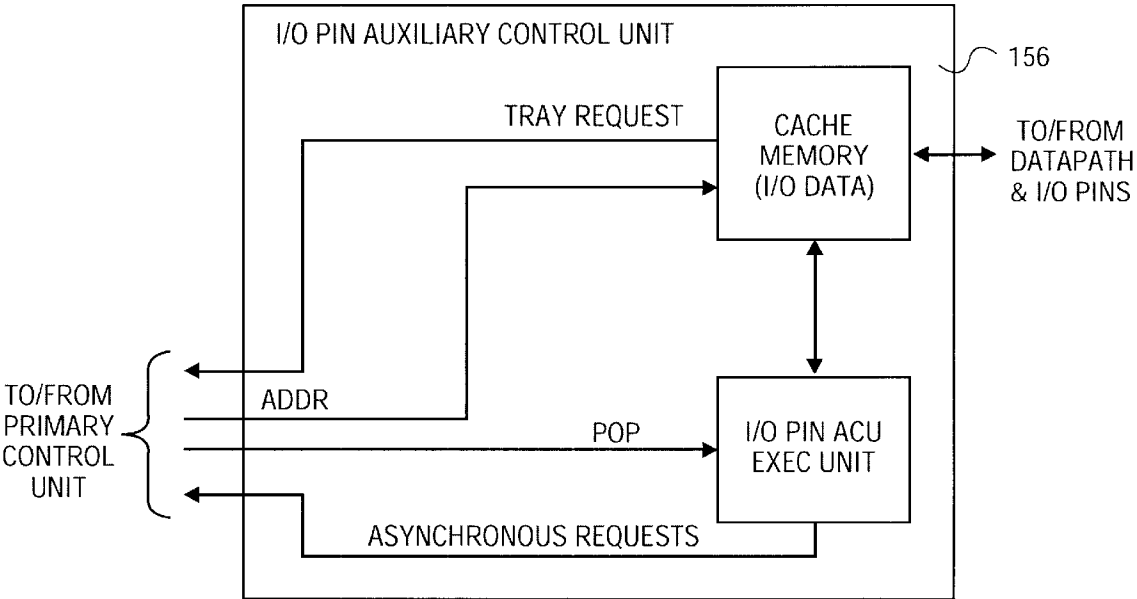 I/O PIN AUXILIARY CONTROL UNIT
156
TRAY REQUEST
CACHE
MEMORY
(I/O DATA)
TO/FROM
DATAPATH
& I/O PINS
TO/FROM
PRIMARY
CONTROL
UNIT
ADDR
POP
I/O PIN ACU
EXEC UNIT
ASYNCHRONOUS REQUESTS